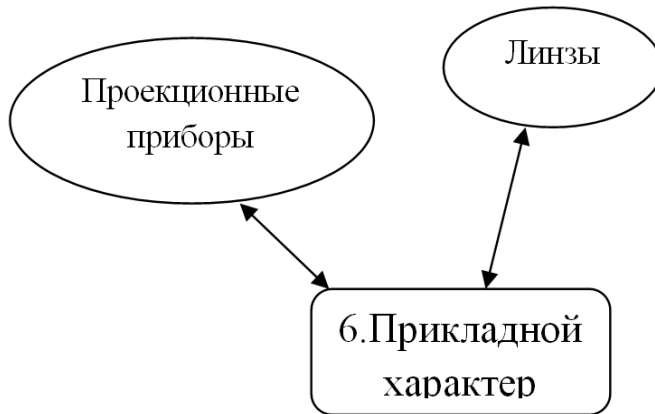 Проекционные
приборы
Линзы
6.Прикладной
характер